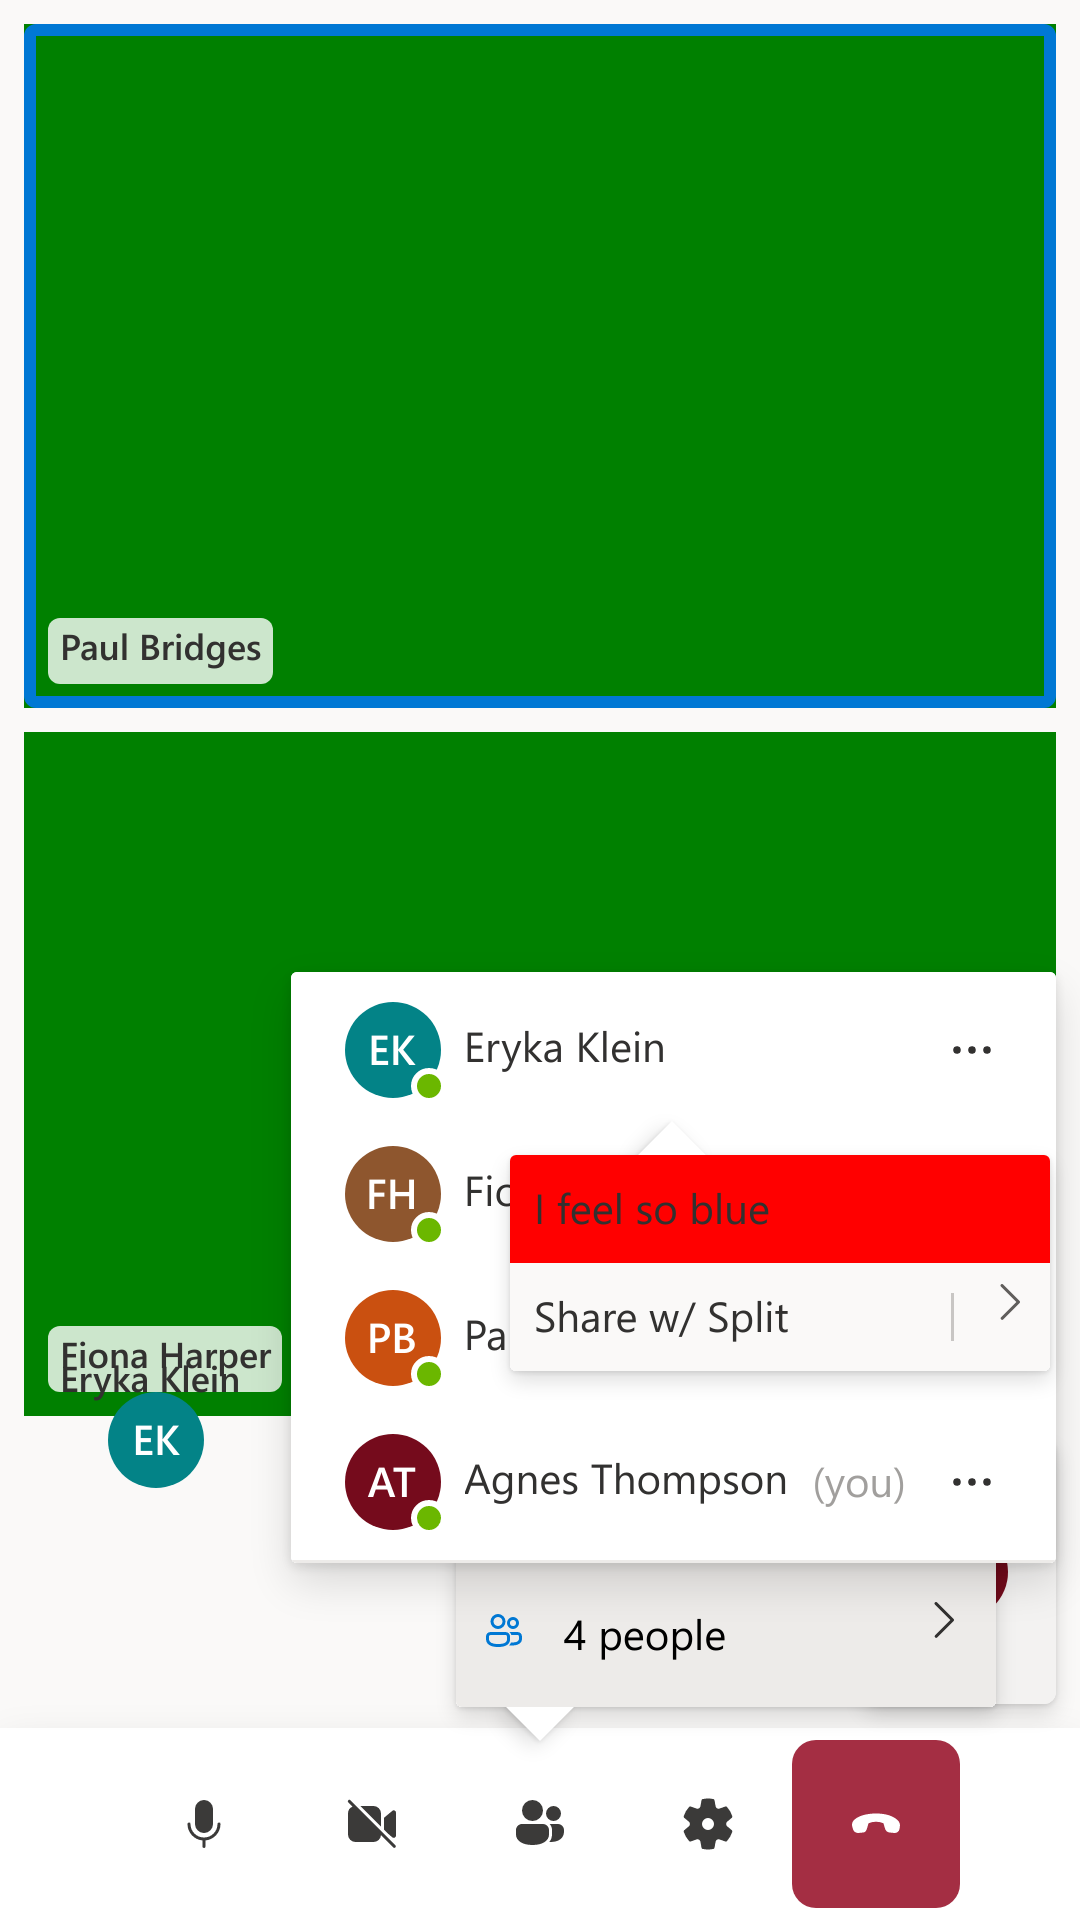 Paul Bridges
EK
Eryka Klein
FH
I feel so blue
PB
Pa
Share w/ Split
Fiona Harper
Eryka Klein
EK
AT
Agnes Thompson (you)
4 people